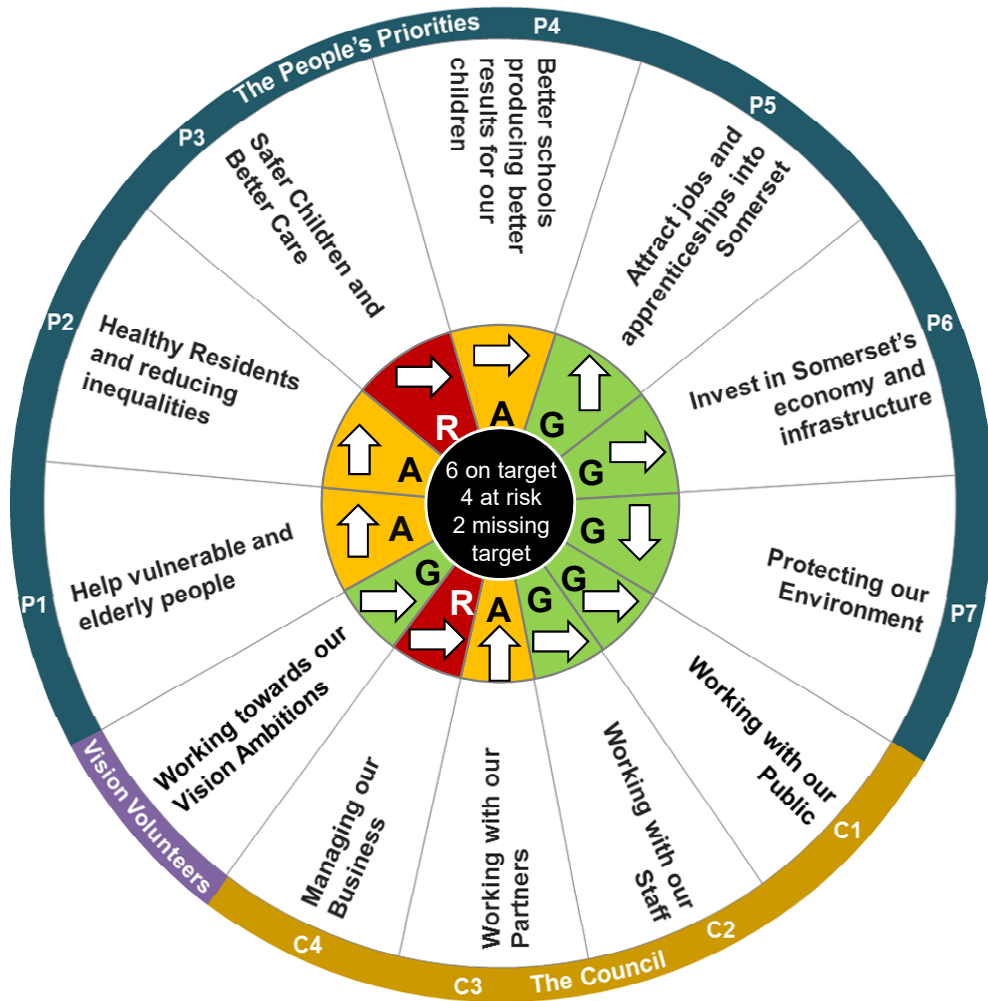 The People's Priorities
P1
Help vulnerable and
elderly people
A
P2
Healthy Residents
and reducing
inequalities
A
P3
Safer Children and
Better Care
R
P4
Better schools
producing better
results for our
children
A
P5
Attract jobs and
apprenticeships into
Somerset
G
P6
Invest in Somerset's
economy and
infrastructure
G
P7
Protecting our
Environment
G
The Council
C1
Working with our
Public
G
C2
Working with our
Staff
G
C3
Working with our
Partners
A
C4
Managing our
Business
R
Vision Volunteers
Working towards our
Vision Ambitions
G
6 on target
4 at risk
2 missing
target